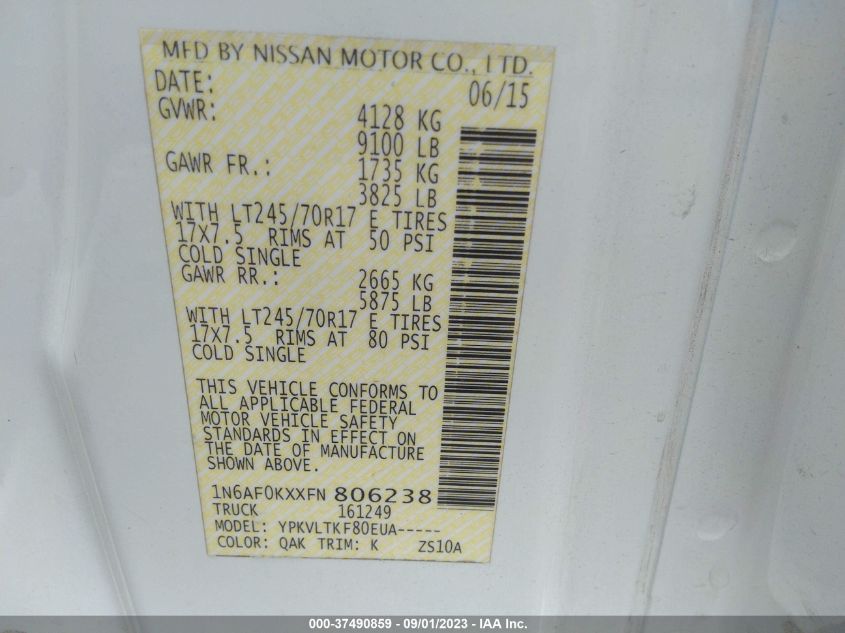 MFD BY NISSAN MOTOR CO., LTD.
DATE: 06/15
GVWR: 4128 KG
9100 LB
GAWR FR.: 1735 KG
3825 LB
WITH LT245/70R17 E TIRES
17X7.5 RIMS AT 50 PSI
COLD SINGLE
GAWR RR.: 2665 KG
5875 LB
WITH LT245/70R17 E TIRES
17X7.5 RIMS AT 80 PSI
COLD SINGLE
THIS VEHICLE CONFORMS TO
ALL APPLICABLE FEDERAL
MOTOR VEHICLE SAFETY
STANDARDS IN EFFECT ON
THE DATE OF MANUFACTURE
SHOWN ABOVE.
1N6AF0KXXFN 806238
TRUCK 161249
MODEL: YPKVLTKF80EUA-----
COLOR: QAK TRIM: K ZS10A
000-37490859 - 09/01/2023 - IAA Inc.